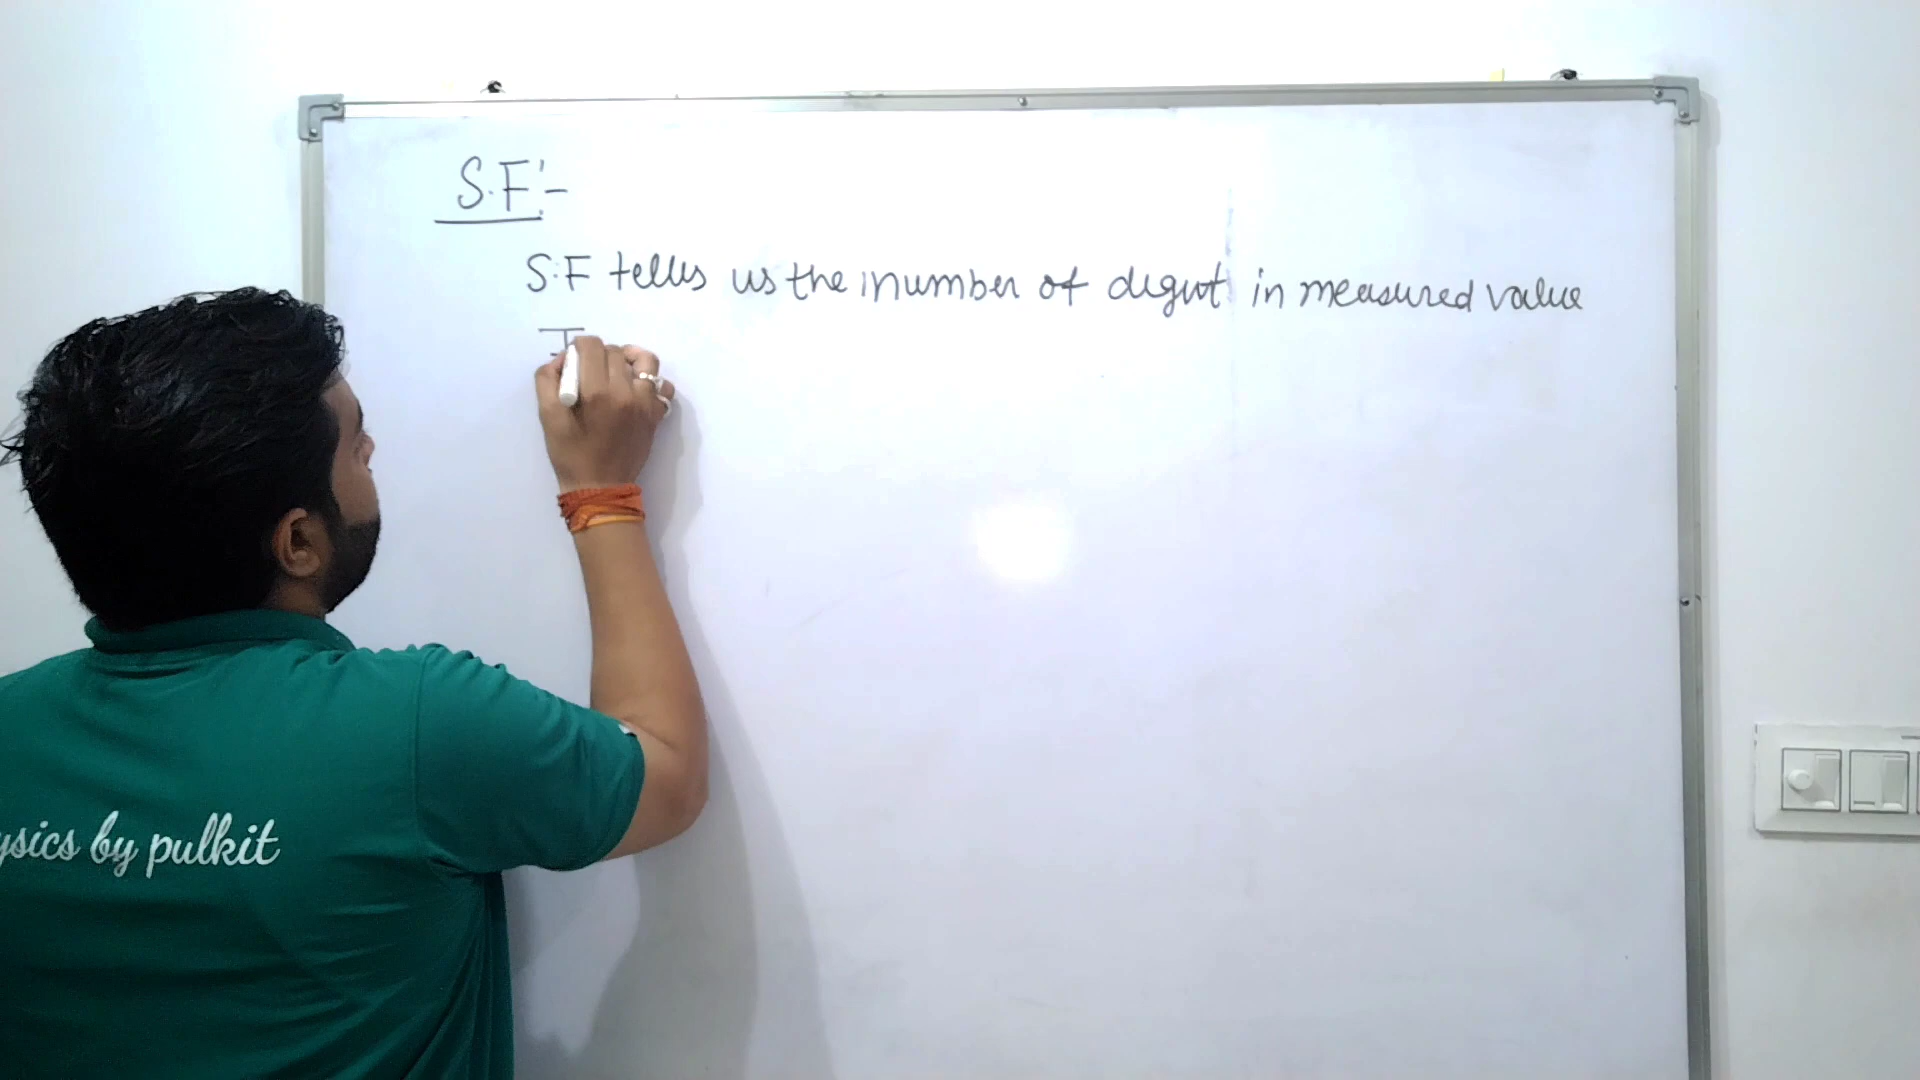 S.F:-
S.F tells us the number of digit in measured value
I
ysics by pulkit